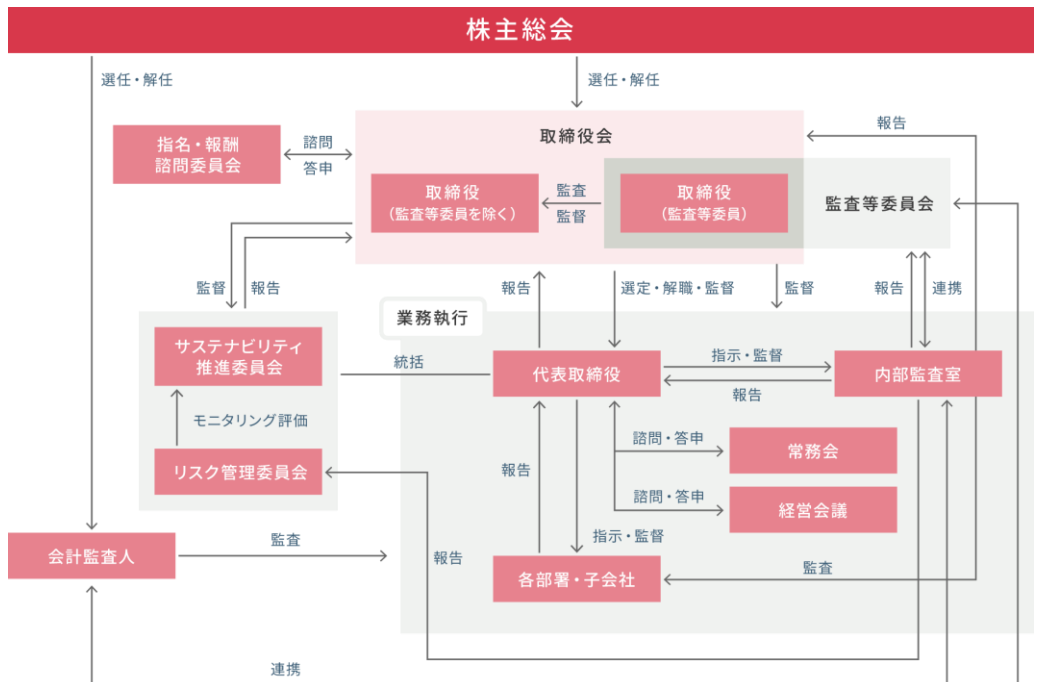 株主総会
選任・解任
選任・解任
報告
指名・報酬
諮問委員会
諮問
答申
取締役会
取締役
（監査等委員を除く）
監査
監督
取締役
（監査等委員）
監査等委員会
監督
報告
報告
選定・解職・監督
監督
報告
連携
業務執行
サステナビリティ
推進委員会
統括
代表取締役
指示・監督
報告
内部監査室
モニタリング評価
リスク管理委員会
諮問・答申
常務会
報告
諮問・答申
経営会議
会計監査人
監査
報告
指示・監督
各部署・子会社
監査
連携